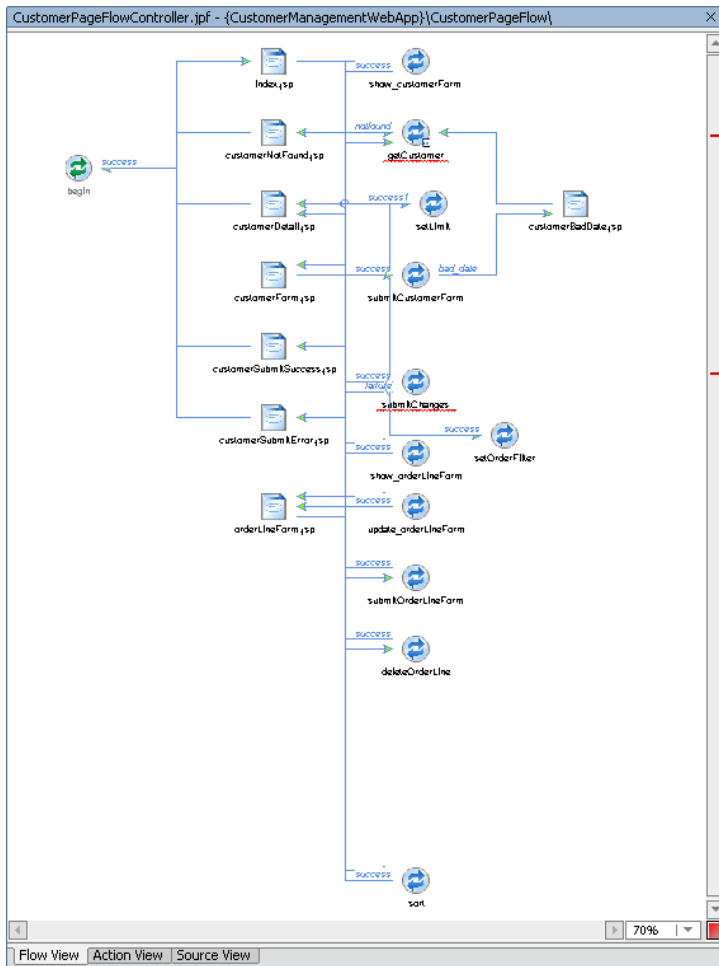 CustomerPageFlowController.jpf - {CustomerManagementWebApp}\CustomerPageFlow\
success
index.jsp
show_customerForm
notfound
customerNotFound.jsp
getCustomer
success
begin
success1
customerDetail.jsp
setLimit
customerBadDate.jsp
success
bad_date
customerForm.jsp
submitCustomerForm
customerSubmitSuccess.jsp
success
failure
submitChanges
customerSubmitError.jsp
success
setOrderFilter
success
show_orderLineForm
success
orderLineForm.jsp
update_orderLineForm
success
submitOrderLineForm
success
deleteOrderLine
success
sort
70%
Flow View
Action View
Source View